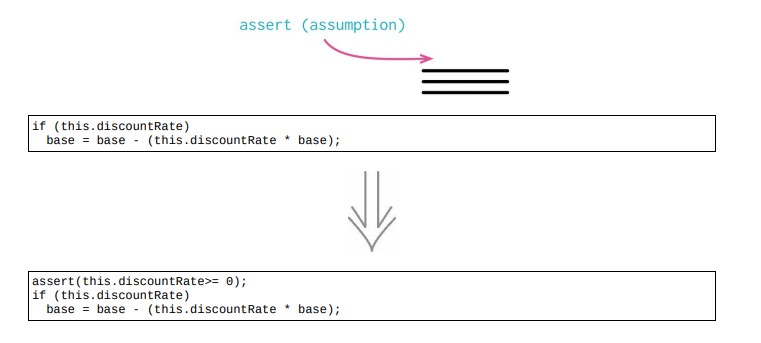 assert (assumption)
if (this.discountRate)
  base = base - (this.discountRate * base);
assert(this.discountRate>= 0);
if (this.discountRate)
  base = base - (this.discountRate * base);